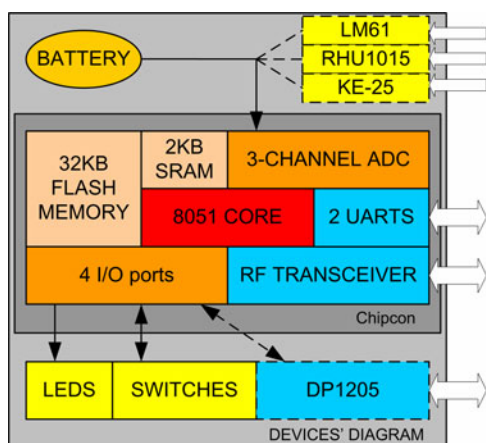 LM61
BATTERY
RHU1015
KE-25
32KB
FLASH
MEMORY
2KB
SRAM
3-CHANNEL ADC
8051 CORE
2 UARTS
4 I/O ports
RF TRANSCEIVER
Chipcon
LEDS
SWITCHES
DP1205
DEVICES' DIAGRAM